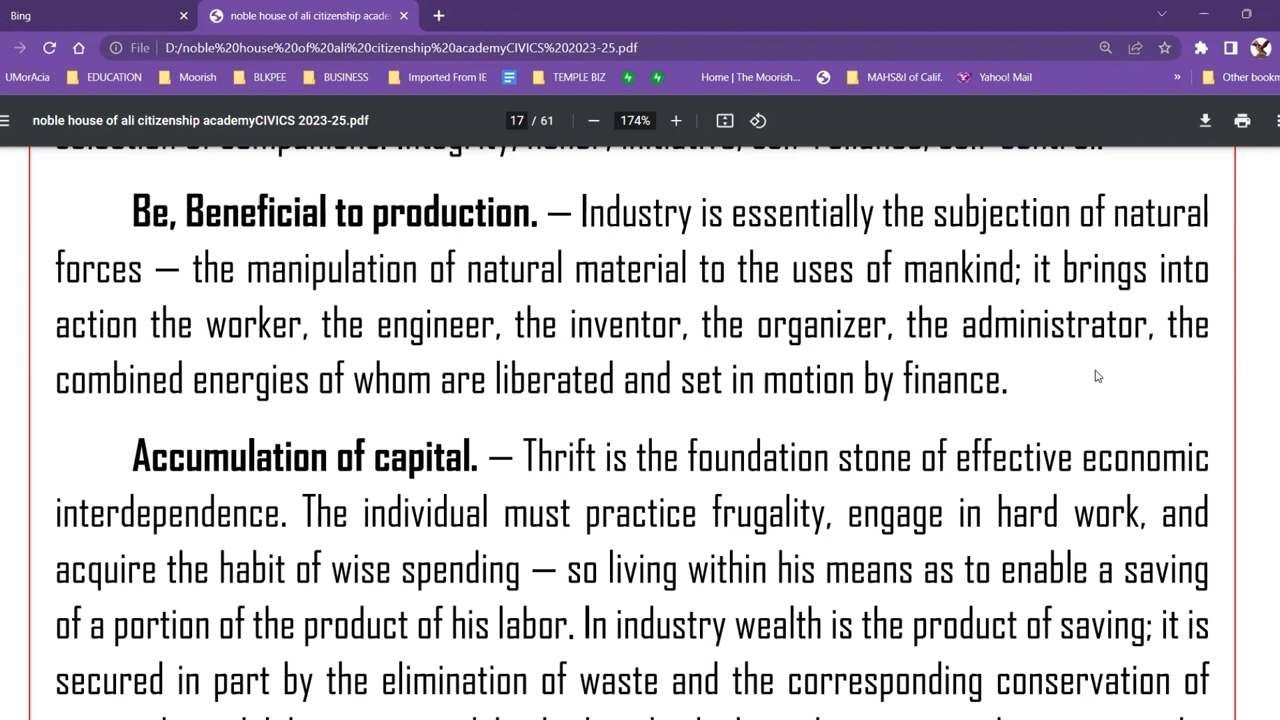 Bing
noble house of ali citizenship acade
File D:/noble%20house%20of%20ali%20citizenship%20academyCIVICS%202023-25.pdf
UMorAcia EDUCATION Moorish BLKPEE BUSINESS Imported From IE TEMPLE BIZ Home | The Moorish... MAHS&I of Calif. Yahoo! Mail » Other bookm
noble house of ali citizenship academyCIVICS 2023-25.pdf 17 / 61 — 174% +
Be, Beneficial to production. — Industry is essentially the subjection of natural
forces — the manipulation of natural material to the uses of mankind; it brings into
action the worker, the engineer, the inventor, the organizer, the administrator, the
combined energies of whom are liberated and set in motion by finance.
Accumulation of capital. — Thrift is the foundation stone of effective economic
interdependence. The individual must practice frugality, engage in hard work, and
acquire the habit of wise spending — so living within his means as to enable a saving
of a portion of the product of his labor. In industry wealth is the product of saving; it is
secured in part by the elimination of waste and the corresponding conservation of